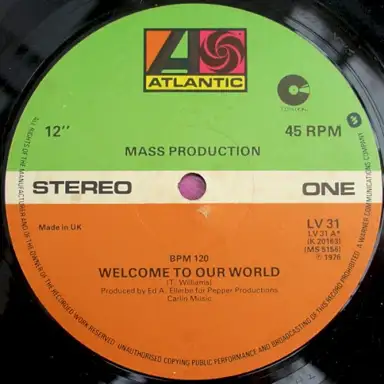 ATLANTIC
12''
45 RPM
MASS PRODUCTION
STEREO
ONE
Made in UK
LV 31
LV 31 A*
(K 20163)
(MS 5156)
℗ 1976
BPM 120
WELCOME TO OUR WORLD
(T. Williams)
Produced by Ed A. Ellerbe for Pepper Productions
Carlin Music
ALL RIGHTS OF THE MANUFACTURER AND OF THE OWNER OF THE RECORDED WORK RESERVED. UNAUTHORISED COPYING PUBLIC PERFORMANCE AND BROADCASTING OF THIS RECORD PROHIBITED. A WARNER COMMUNICATIONS COMPANY